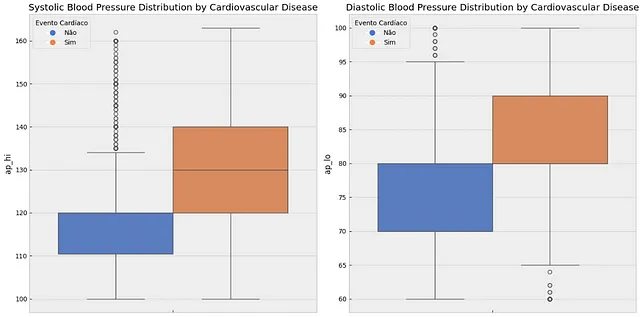 Systolic Blood Pressure Distribution by Cardiovascular Disease
Evento Cardíaco
Não
Sim
160
150
140
130
120
110
100
ap_hi
Diastolic Blood Pressure Distribution by Cardiovascular Disease
Evento Cardíaco
Não
Sim
100
95
90
85
80
75
70
65
60
ap_lo